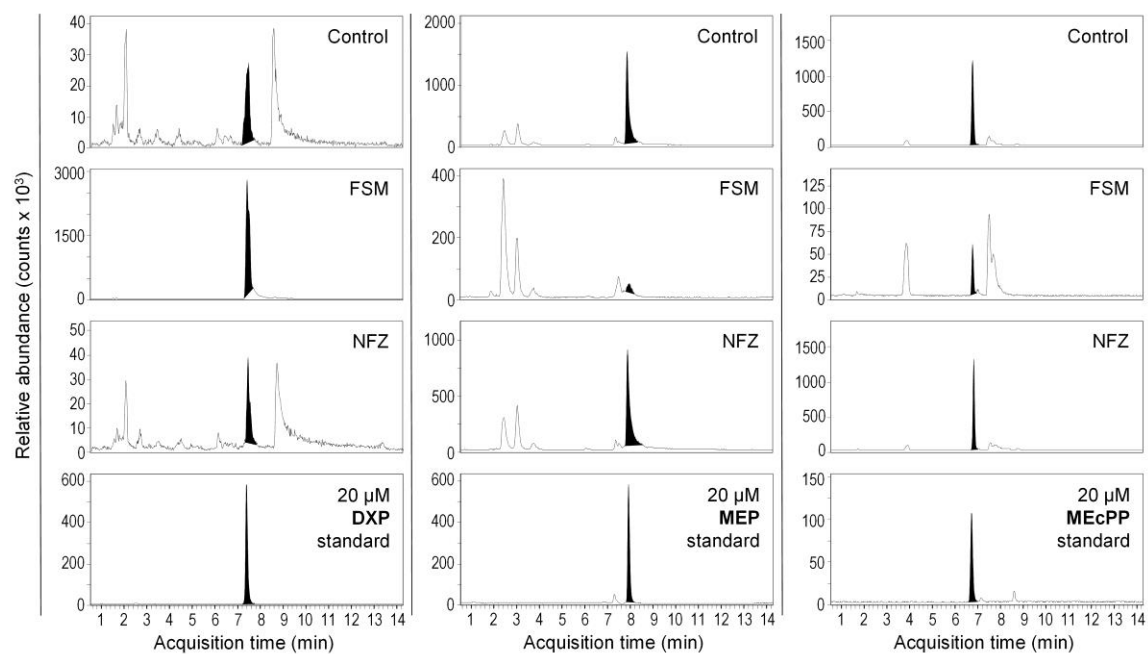 Relative abundance (counts x 10³)
Control
40
30
20
10
0
FSM
3000
1500
0
NFZ
50
40
30
20
10
0
20 µM
DXP
standard
600
400
200
0
1 2 3 4 5 6 7 8 9 10 11 12 13 14
Acquisition time (min)
Control
2000
1000
0
FSM
400
200
0
NFZ
1000
500
0
20 µM
MEP
standard
600
400
200
0
1 2 3 4 5 6 7 8 9 10 11 12 13 14
Acquisition time (min)
Control
1500
1000
500
0
FSM
125
100
75
50
25
0
NFZ
1500
1000
500
0
20 µM
MEcPP
standard
150
100
50
0
1 2 3 4 5 6 7 8 9 10 11 12 13 14
Acquisition time (min)